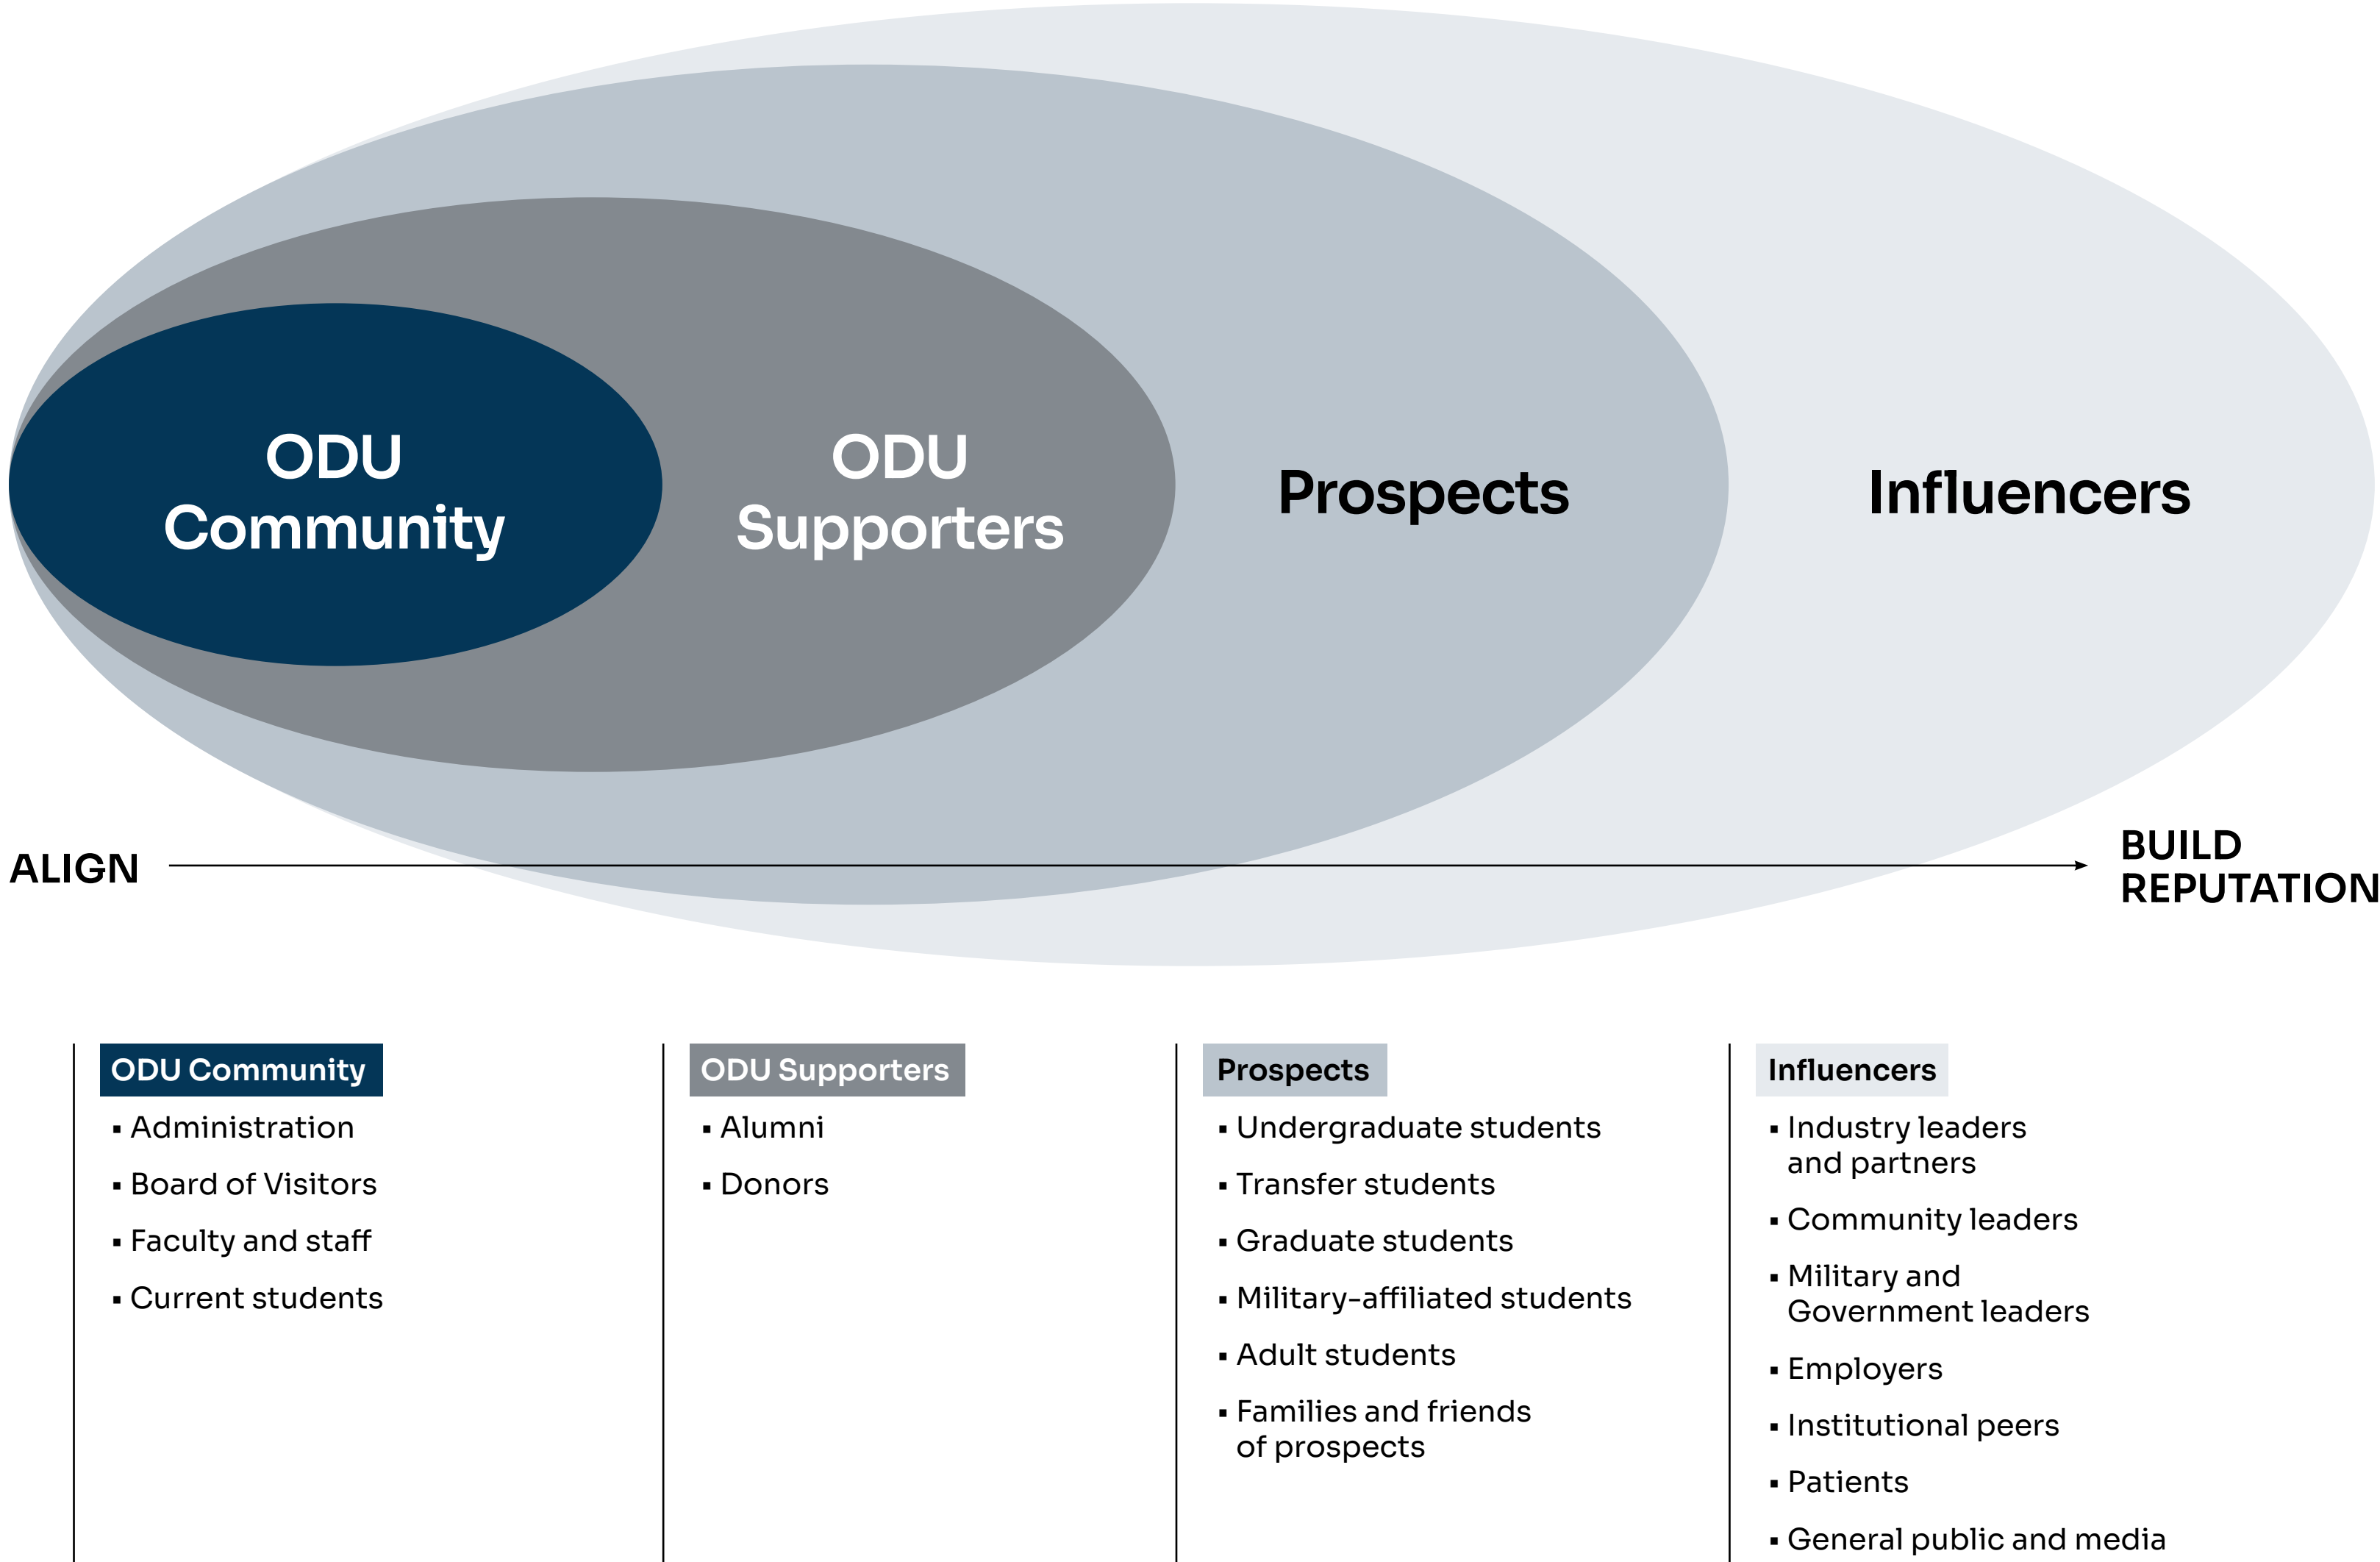 ODU
Community
ODU
Supporters
Prospects
Influencers
ALIGN
BUILD
REPUTATION
ODU Community
▪ Administration
▪ Board of Visitors
▪ Faculty and staff
▪ Current students
ODU Supporters
▪ Alumni
▪ Donors
Prospects
▪ Undergraduate students
▪ Transfer students
▪ Graduate students
▪ Military-affiliated students
▪ Adult students
▪ Families and friends
of prospects
Influencers
▪ Industry leaders
and partners
▪ Community leaders
▪ Military and
Government leaders
▪ Employers
▪ Institutional peers
▪ Patients
▪ General public and media